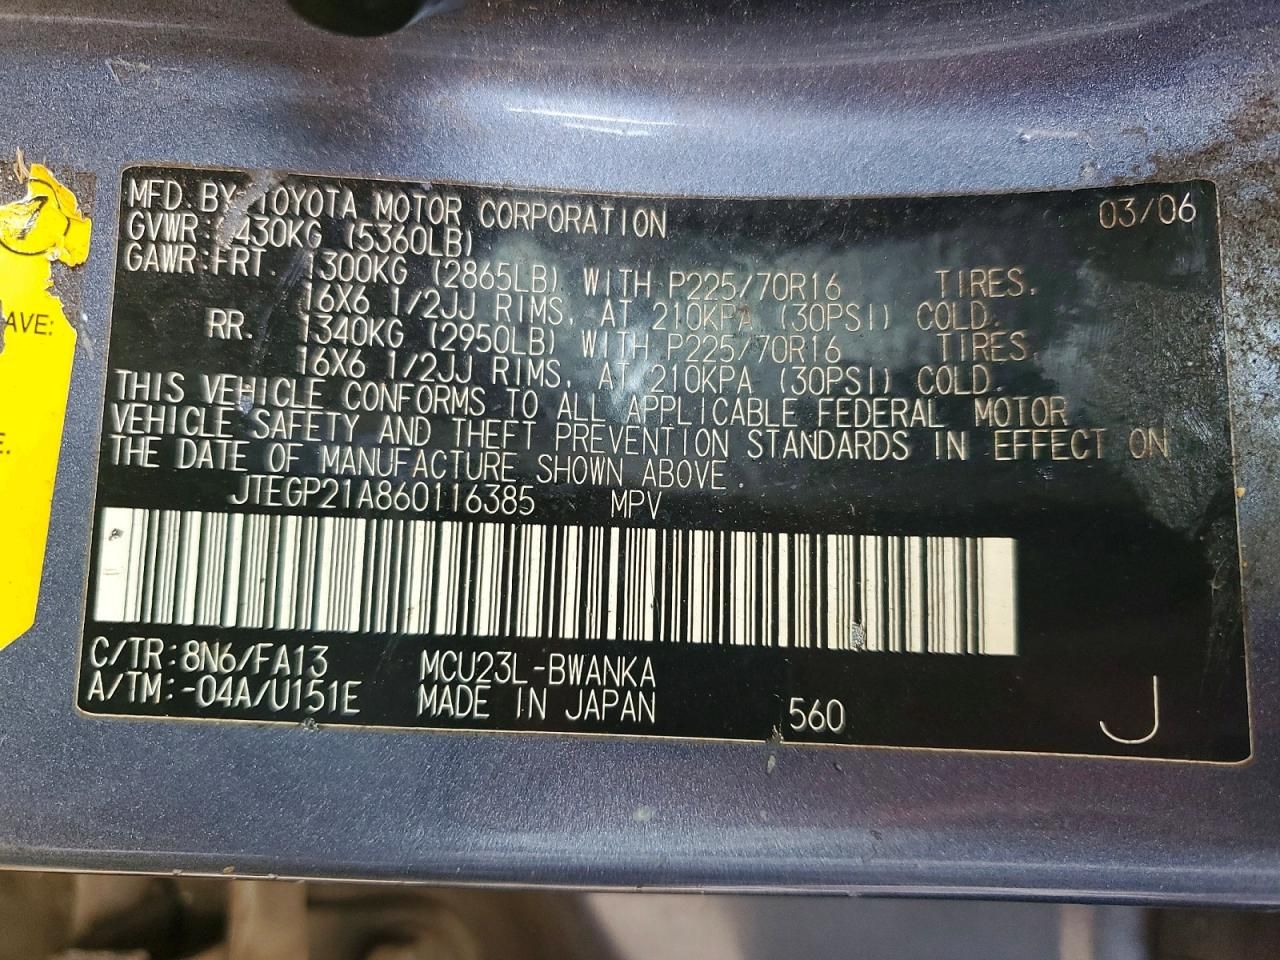 MFD. BY TOYOTA MOTOR CORPORATION 03/06
GVWR: 430KG (5360LB)
GAWR: FRT. 1300KG (2865LB) WITH P225/70R16 TIRES,
16X6 1/2JJ RIMS, AT 210KPA (30PSI) COLD.
RR. 1340KG (2950LB) WITH P225/70R16 TIRES,
16X6 1/2JJ RIMS, AT 210KPA (30PSI) COLD.
THIS VEHICLE CONFORMS TO ALL APPLICABLE FEDERAL MOTOR
VEHICLE SAFETY AND THEFT PREVENTION STANDARDS IN EFFECT ON
THE DATE OF MANUFACTURE SHOWN ABOVE.
JTEGP21A860116385 MPV
C/TR: 8N6/FA13 MCU23L-BWANKA
A/TM: -04A/U151E MADE IN JAPAN 560 J
AVE:
E.